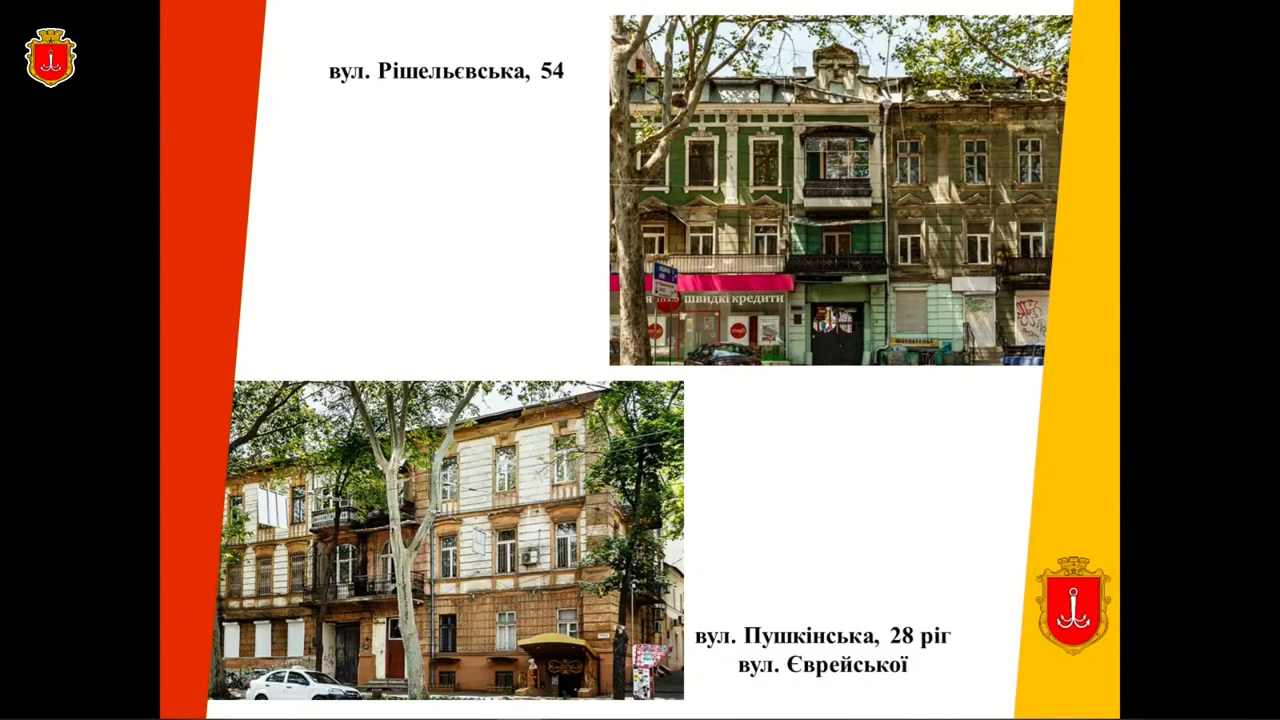 вул. Рішельєвська, 54
швидкі кредити
вул. Пушкінська, 28 ріг
вул. Єврейської